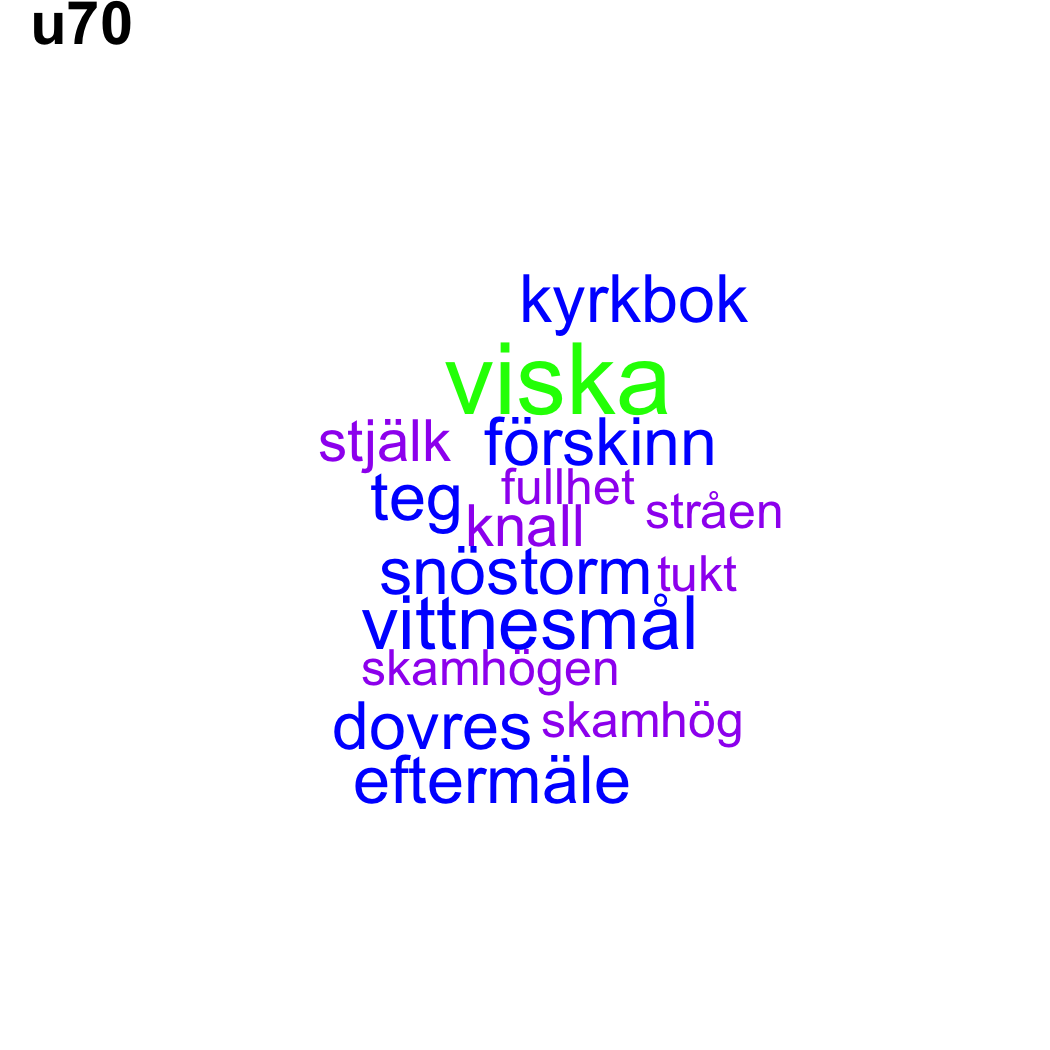 u70
kyrkbok
viska
stjälk förskinn
teg fullhet stråen
knall
snöstorm tukt
vittnesmål
skamhögen
dovres skamhög
eftermäle